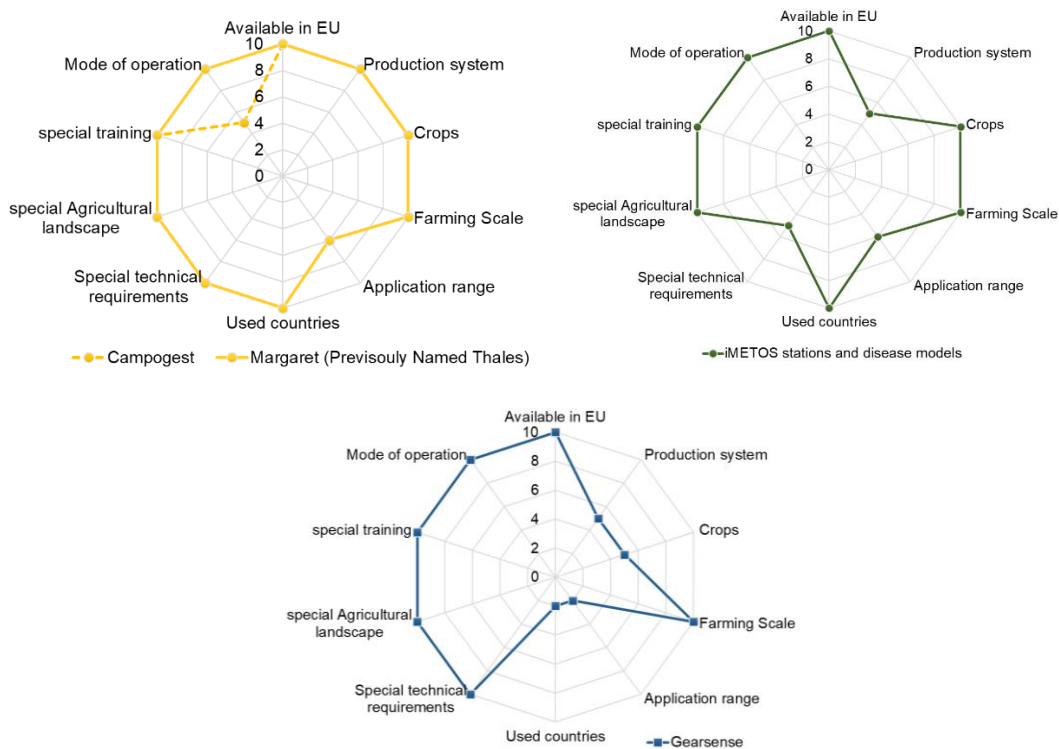 Available in EU
10
8
6
4
2
0
Production system
Crops
Farming Scale
Application range
Used countries
Special technical
requirements
special Agricultural
landscape
special training
Mode of operation
Campogest
Margaret (Previsouly Named Thales)
Available in EU
10
8
6
4
2
0
Production system
Crops
Farming Scale
Application range
Used countries
Special technical
requirements
special Agricultural
landscape
special training
Mode of operation
iMETOS stations and disease models
Available in EU
10
8
6
4
2
0
Production system
Crops
Farming Scale
Application range
Used countries
Special technical
requirements
special Agricultural
landscape
special training
Mode of operation
Gearsense